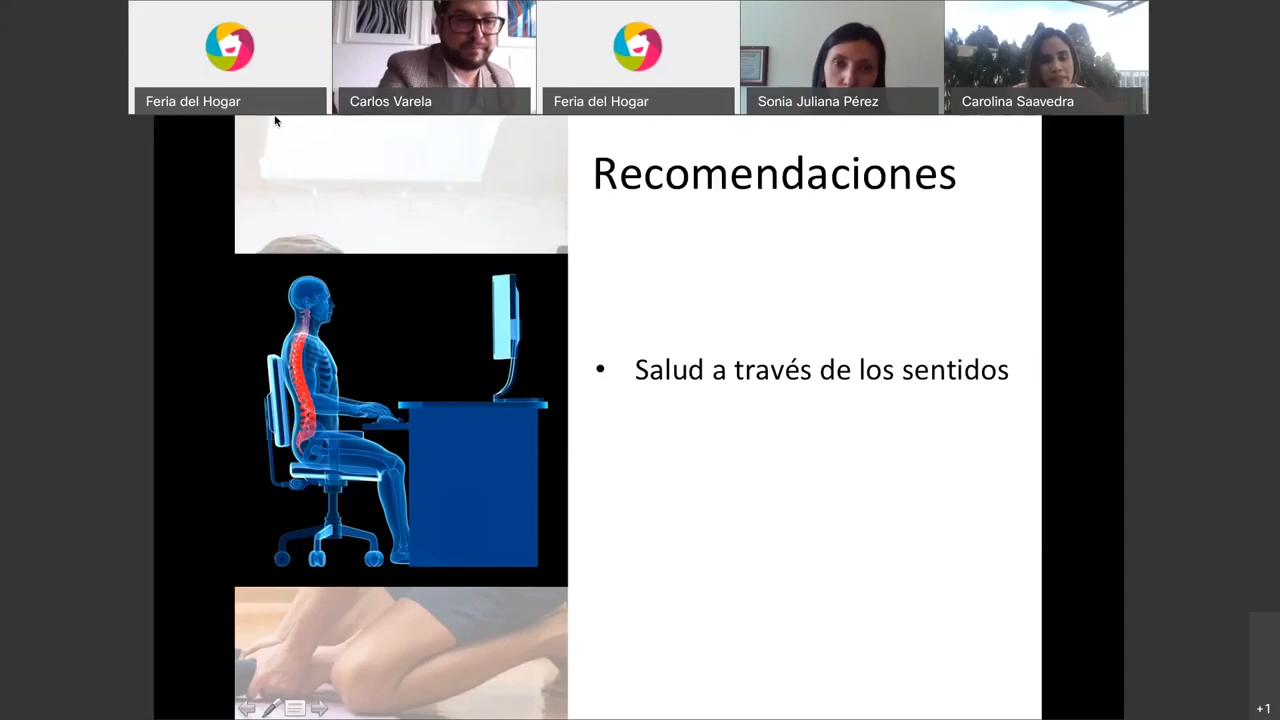 Feria del Hogar
Carlos Varela
Feria del Hogar
Sonia Juliana Pérez
Carolina Saavedra
Recomendaciones
• Salud a través de los sentidos
+1